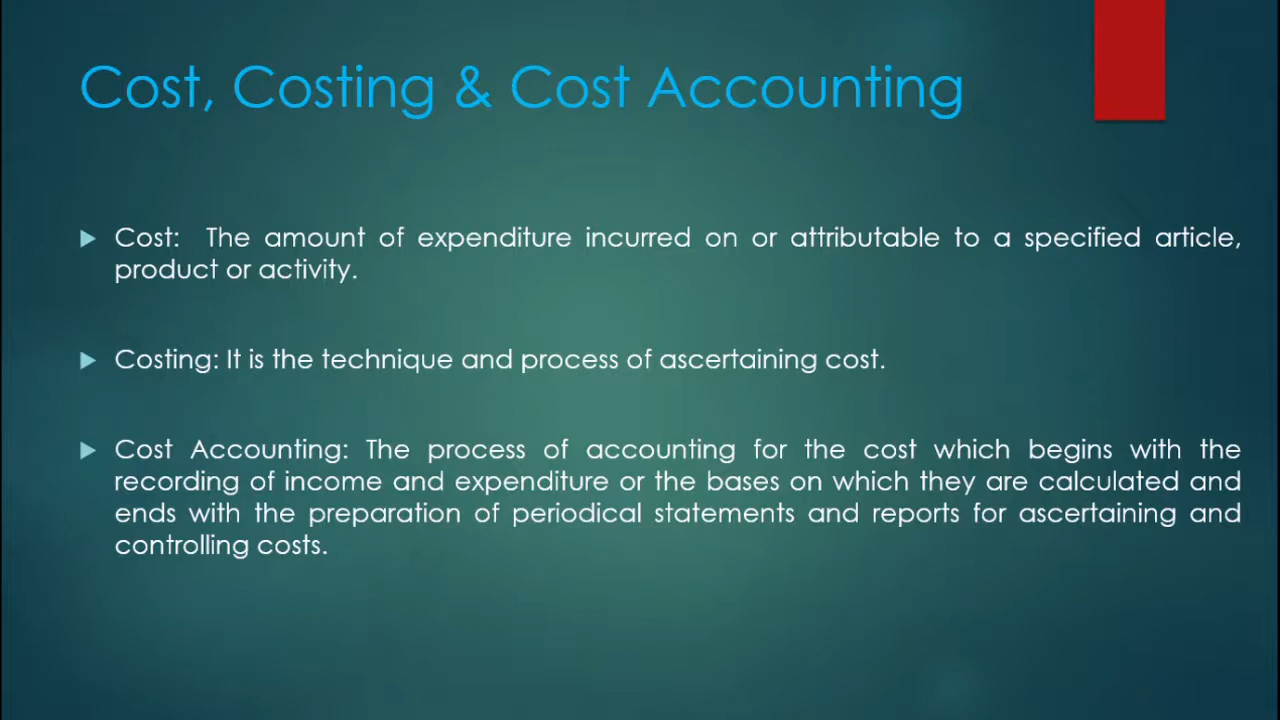 Cost, Costing & Cost Accounting
Cost: The amount of expenditure incurred on or attributable to a specified article,
product or activity.
Costing: It is the technique and process of ascertaining cost.
Cost Accounting: The process of accounting for the cost which begins with the
recording of income and expenditure or the bases on which they are calculated and
ends with the preparation of periodical statements and reports for ascertaining and
controlling costs.